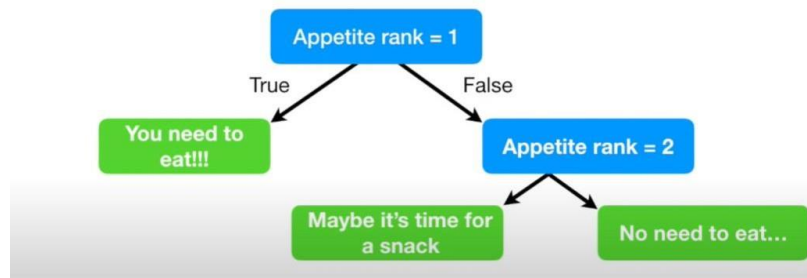 Appetite rank = 1
True
False
You need to
eat!!!
Appetite rank = 2
Maybe it's time for
a snack
No need to eat...